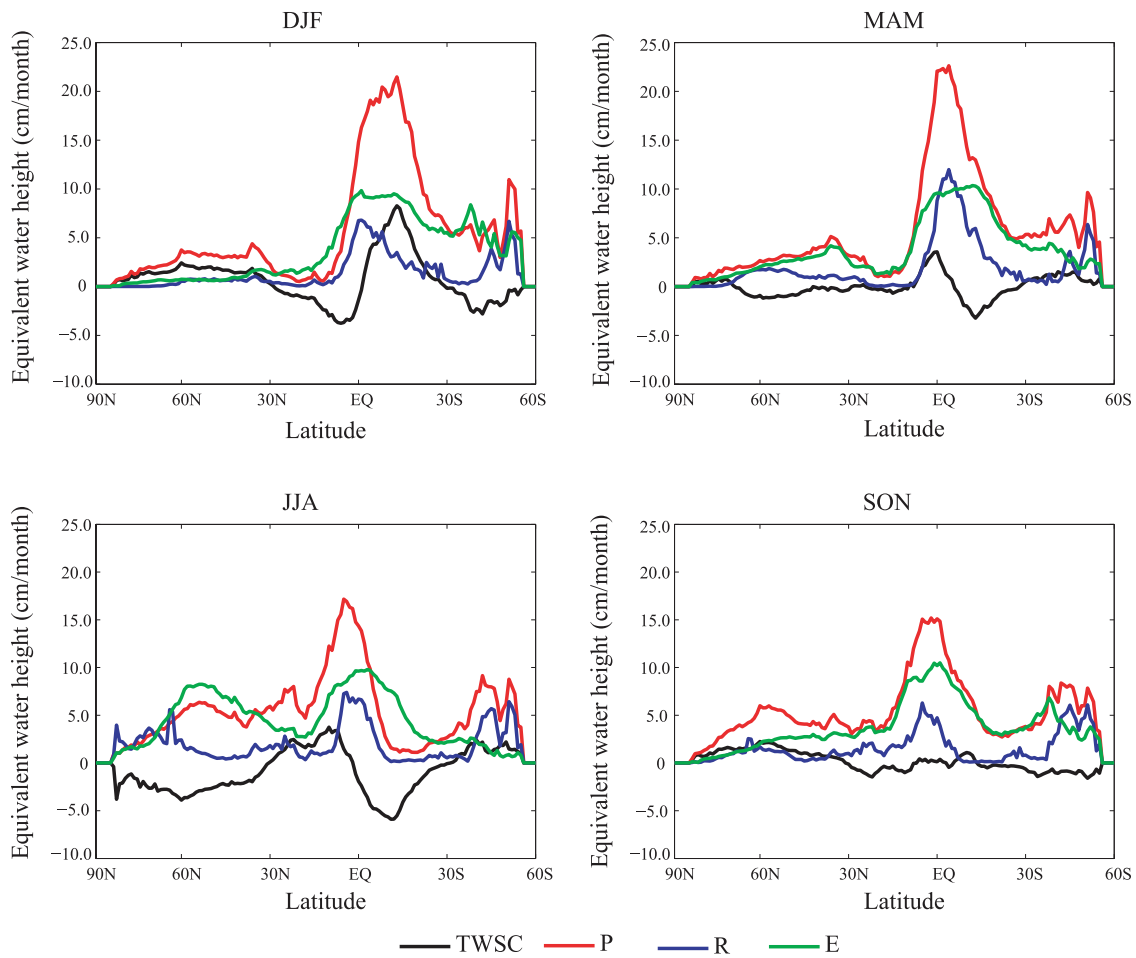 DJF
Equivalent water height (cm/month)
25.0
20.0
15.0
10.0
5.0
0
−5.0
−10.0
90N 60N 30N EQ 30S 60S
Latitude
MAM
Equivalent water height (cm/month)
25.0
20.0
15.0
10.0
5.0
0
−5.0
−10.0
90N 60N 30N EQ 30S 60S
Latitude
JJA
Equivalent water height (cm/month)
25.0
20.0
15.0
10.0
5.0
0
−5.0
−10.0
90N 60N 30N EQ 30S 60S
Latitude
SON
Equivalent water height (cm/month)
25.0
20.0
15.0
10.0
5.0
0
−5.0
−10.0
90N 60N 30N EQ 30S 60S
Latitude
TWSC P R E